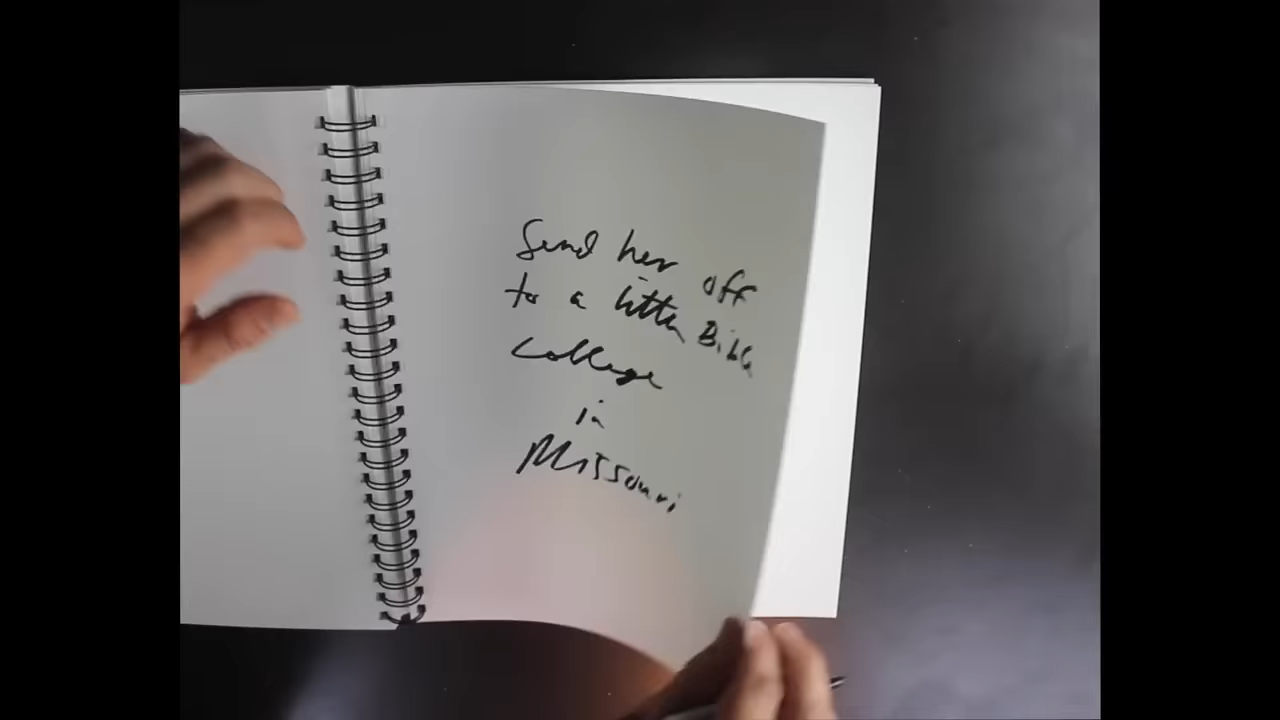 Send her off
to a little Bible
college
in
Missouri